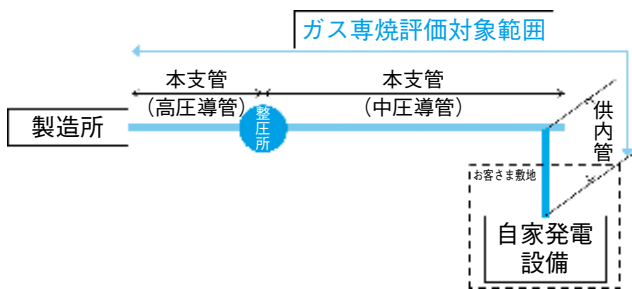 ガス専焼評価対象範囲
本支管
(高圧導管)
本支管
(中圧導管)
製造所
整圧所
供内管
お客さま敷地
自家発電
設備